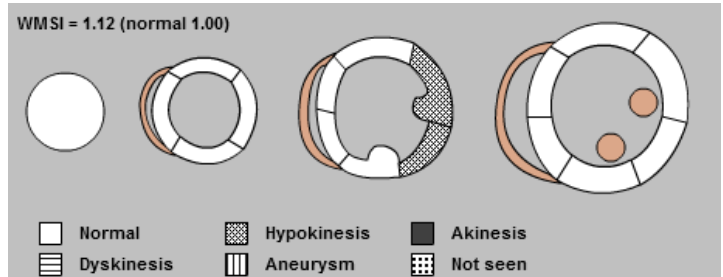 WMSI = 1.12 (normal 1.00)
Normal Hypokinesis Akinesis
Dyskinesis Aneurysm Not seen